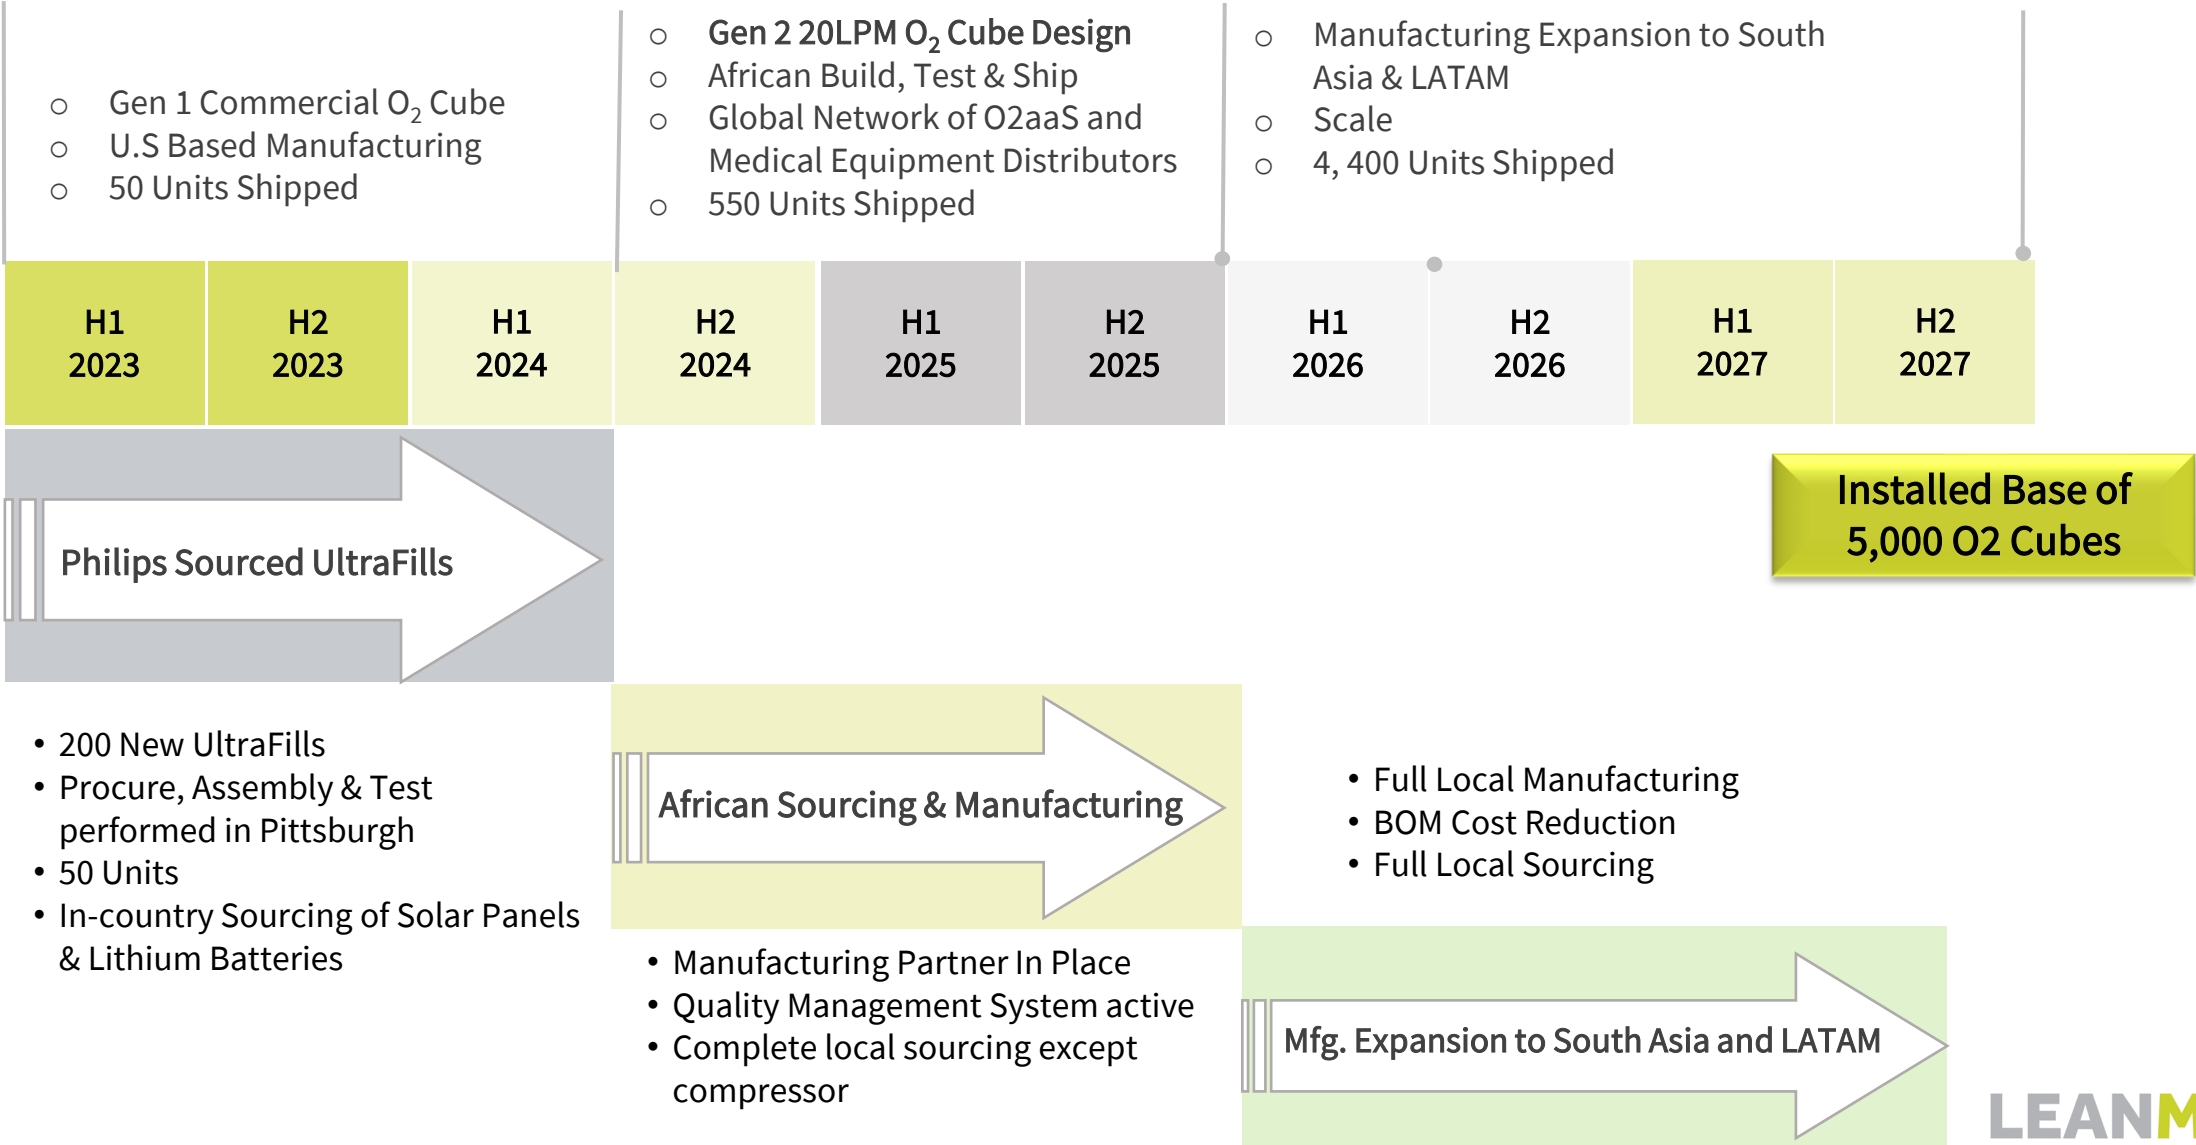 Gen 1 Commercial O2 Cube
U.S Based Manufacturing
50 Units Shipped
Gen 2 20LPM O2 Cube Design
African Build, Test & Ship
Global Network of O2aaS and
Medical Equipment Distributors
550 Units Shipped
Manufacturing Expansion to South
Asia & LATAM
Scale
4, 400 Units Shipped
H1
2023
H2
2023
H1
2024
H2
2024
H1
2025
H2
2025
H1
2026
H2
2026
H1
2027
H2
2027
Installed Base of
5,000 O2 Cubes
Philips Sourced UltraFills
• 200 New UltraFills
• Procure, Assembly & Test
performed in Pittsburgh
• 50 Units
• In-country Sourcing of Solar Panels
& Lithium Batteries
African Sourcing & Manufacturing
• Manufacturing Partner In Place
• Quality Management System active
• Complete local sourcing except
compressor
• Full Local Manufacturing
• BOM Cost Reduction
• Full Local Sourcing
Mfg. Expansion to South Asia and LATAM
LEANM